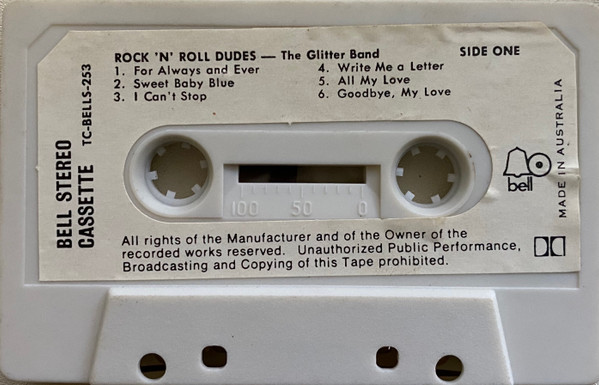 ROCK 'N' ROLL DUDES — The Glitter Band
SIDE ONE
1. For Always and Ever
2. Sweet Baby Blue
3. I Can't Stop
4. Write Me a Letter
5. All My Love
6. Goodbye, My Love
BELL STEREO
CASSETTE TC-BELLS-253
100 50 0
bell
MADE IN AUSTRALIA
All rights of the Manufacturer and of the Owner of the
recorded works reserved. Unauthorized Public Performance,
Broadcasting and Copying of this Tape prohibited.